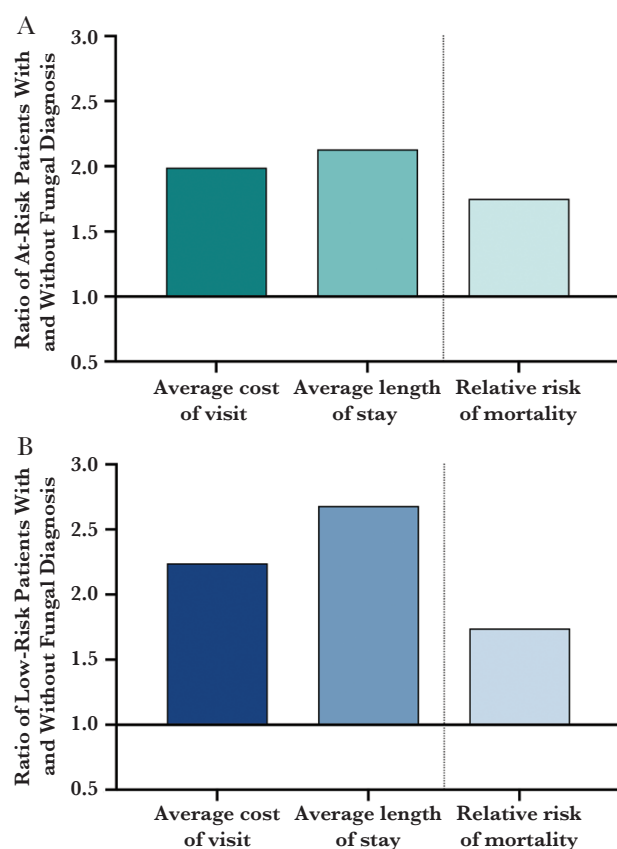 A
Ratio of At-Risk Patients With
and Without Fungal Diagnosis
3.0
2.5
2.0
1.5
1.0
0.5
Average cost
of visit
Average length
of stay
Relative risk
of mortality
B
Ratio of Low-Risk Patients With
and Without Fungal Diagnosis
3.0
2.5
2.0
1.5
1.0
0.5
Average cost
of visit
Average length
of stay
Relative risk
of mortality